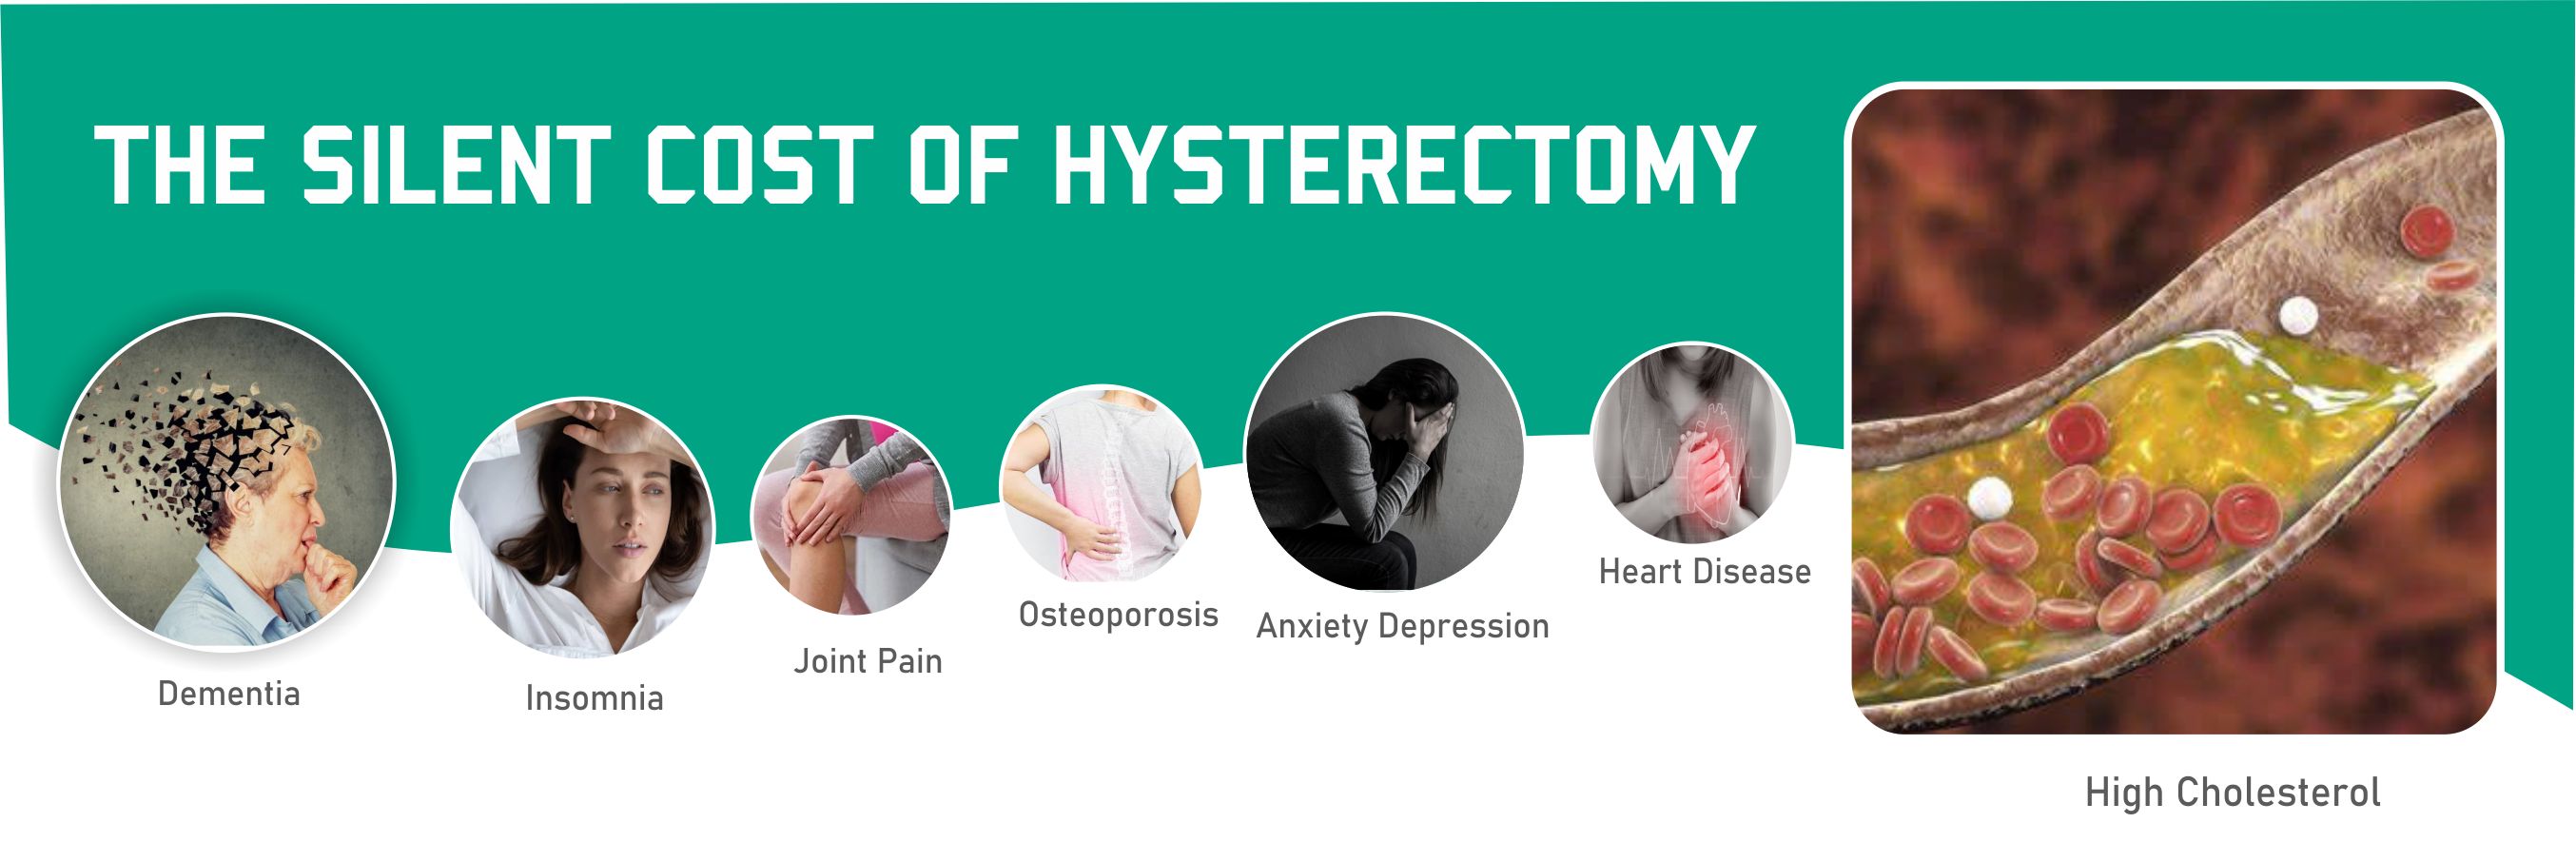 THE SILENT COST OF HYSTERECTOMY
Dementia
Insomnia
Joint Pain
Osteoporosis
Anxiety Depression
Heart Disease
High Cholesterol